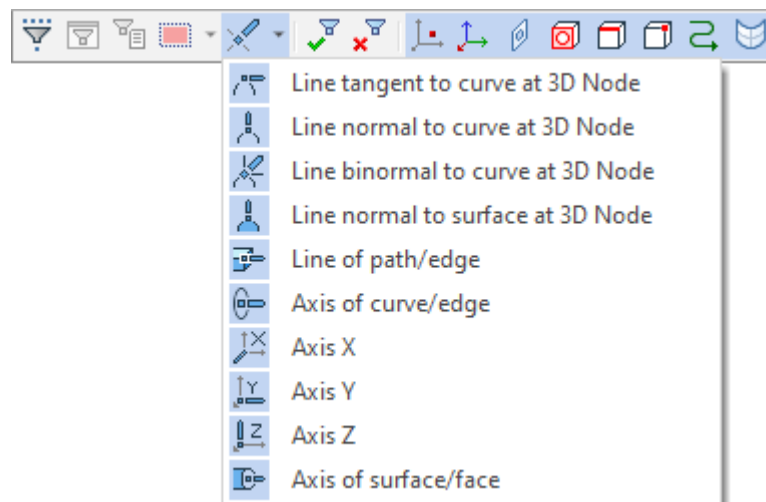 Line tangent to curve at 3D Node
Line normal to curve at 3D Node
Line binormal to curve at 3D Node
Line normal to surface at 3D Node
Line of path/edge
Axis of curve/edge
X
Axis X
Y
Axis Y
Z
Axis Z
Axis of surface/face